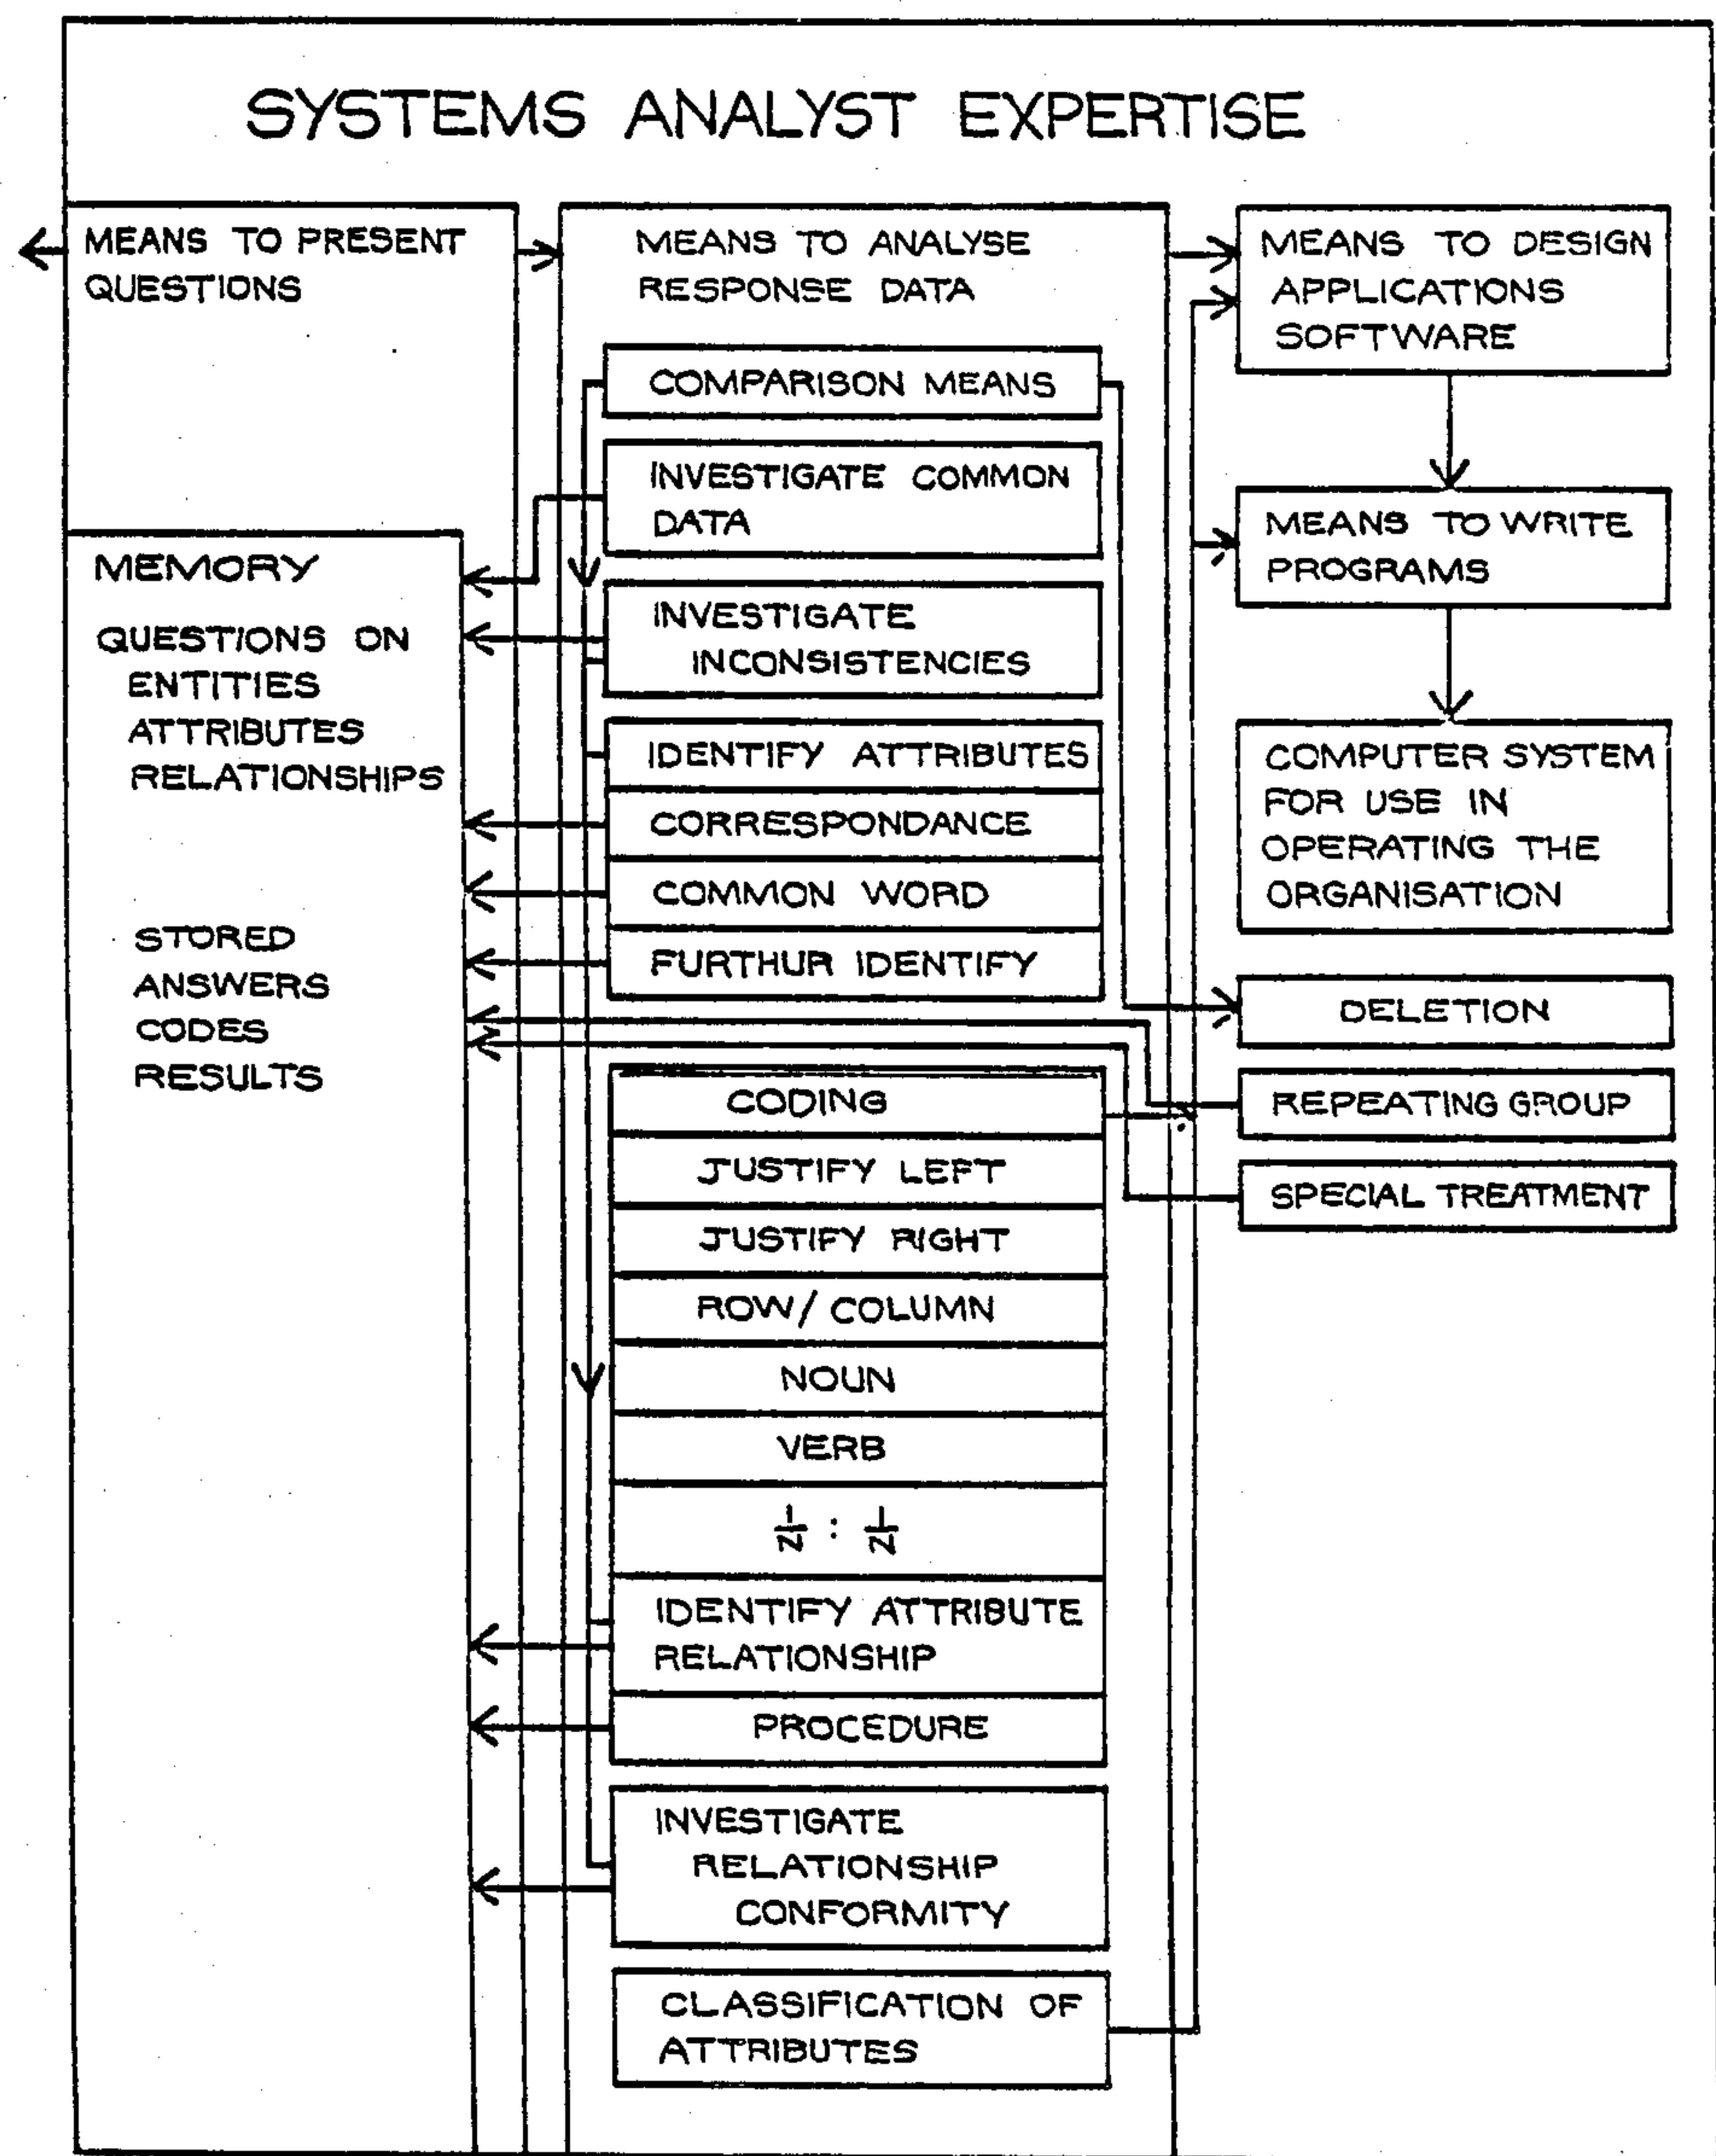 SYSTEMS ANALYST EXPERTISE
MEANS TO PRESENT
QUESTIONS
MEMORY
QUESTIONS ON
ENTITIES
ATTRIBUTES
RELATIONSHIPS
STORED
ANSWERS
CODES
RESULTS
MEANS TO ANALYSE
RESPONSE DATA
COMPARISON MEANS
INVESTIGATE COMMON
DATA
INVESTIGATE
INCONSISTENCIES
IDENTIFY ATTRIBUTES
CORRESPONDANCE
COMMON WORD
FURTHUR IDENTIFY
CODING
JUSTIFY LEFT
JUSTIFY RIGHT
ROW/COLUMN
NOUN
VERB
1/N : 1/N
IDENTIFY ATTRIBUTE
RELATIONSHIP
PROCEDURE
INVESTIGATE
RELATIONSHIP
CONFORMITY
CLASSIFICATION OF
ATTRIBUTES
MEANS TO DESIGN
APPLICATIONS
SOFTWARE
MEANS TO WRITE
PROGRAMS
COMPUTER SYSTEM
FOR USE IN
OPERATING THE
ORGANISATION
DELETION
REPEATING GROUP
SPECIAL TREATMENT